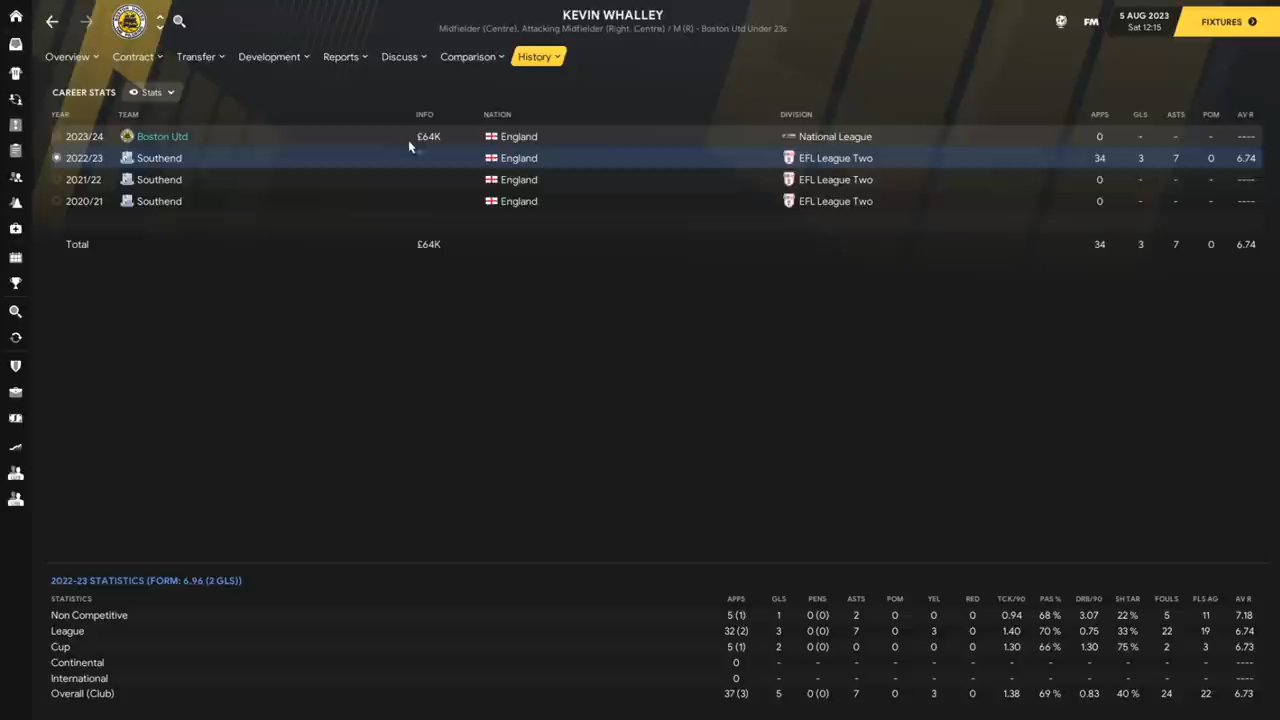 KEVIN WHALLEY
Midfielder (Centre), Attacking Midfielder (Right, Centre) / M (R) - Boston Utd Under 23s
FM
5 AUG 2023
Sat 12:15
FIXTURES
Overview Contract Transfer Development Reports Discuss Comparison History
CAREER STATS Stats
YEAR TEAM INFO NATION DIVISION APPS GLS ASTS POM AV R
2023/24 Boston Utd £64K England National League 0 - - - ----
2022/23 Southend England EFL League Two 34 3 7 0 6.74
2021/22 Southend England EFL League Two 0 - - - ----
2020/21 Southend England EFL League Two 0 - - - ----
Total £64K 34 3 7 0 6.74
2022-23 STATISTICS (FORM: 6.96 (2 GLS))
STATISTICS APPS GLS PENS ASTS POM YEL RED TCK/90 PAS % DRB/90 SH TAR FOULS FLS AG AV R
Non Competitive 5 (1) 1 0 (0) 2 0 0 0 0.94 68 % 3.07 22 % 5 11 7.18
League 32 (2) 3 0 (0) 7 0 3 0 1.40 70 % 0.75 33 % 22 19 6.74
Cup 5 (1) 2 0 (0) 0 0 0 0 1.30 66 % 1.30 75 % 2 3 6.73
Continental 0 - - - - - - - - - - - - ----
International 0 - - - - - - - - - - - - ----
Overall (Club) 37 (3) 5 0 (0) 7 0 3 0 1.38 69 % 0.83 40 % 24 22 6.73